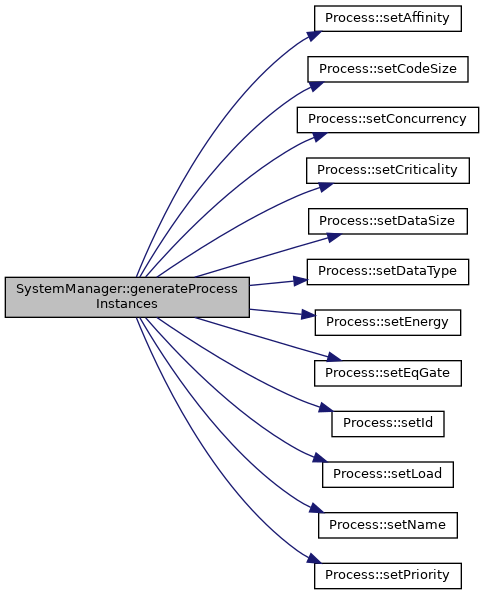 Process::setAffinity
Process::setCodeSize
Process::setConcurrency
Process::setCriticality
Process::setDataSize
Process::setDataType
SystemManager::generateProcess
Instances
Process::setEnergy
Process::setEqGate
Process::setId
Process::setLoad
Process::setName
Process::setPriority